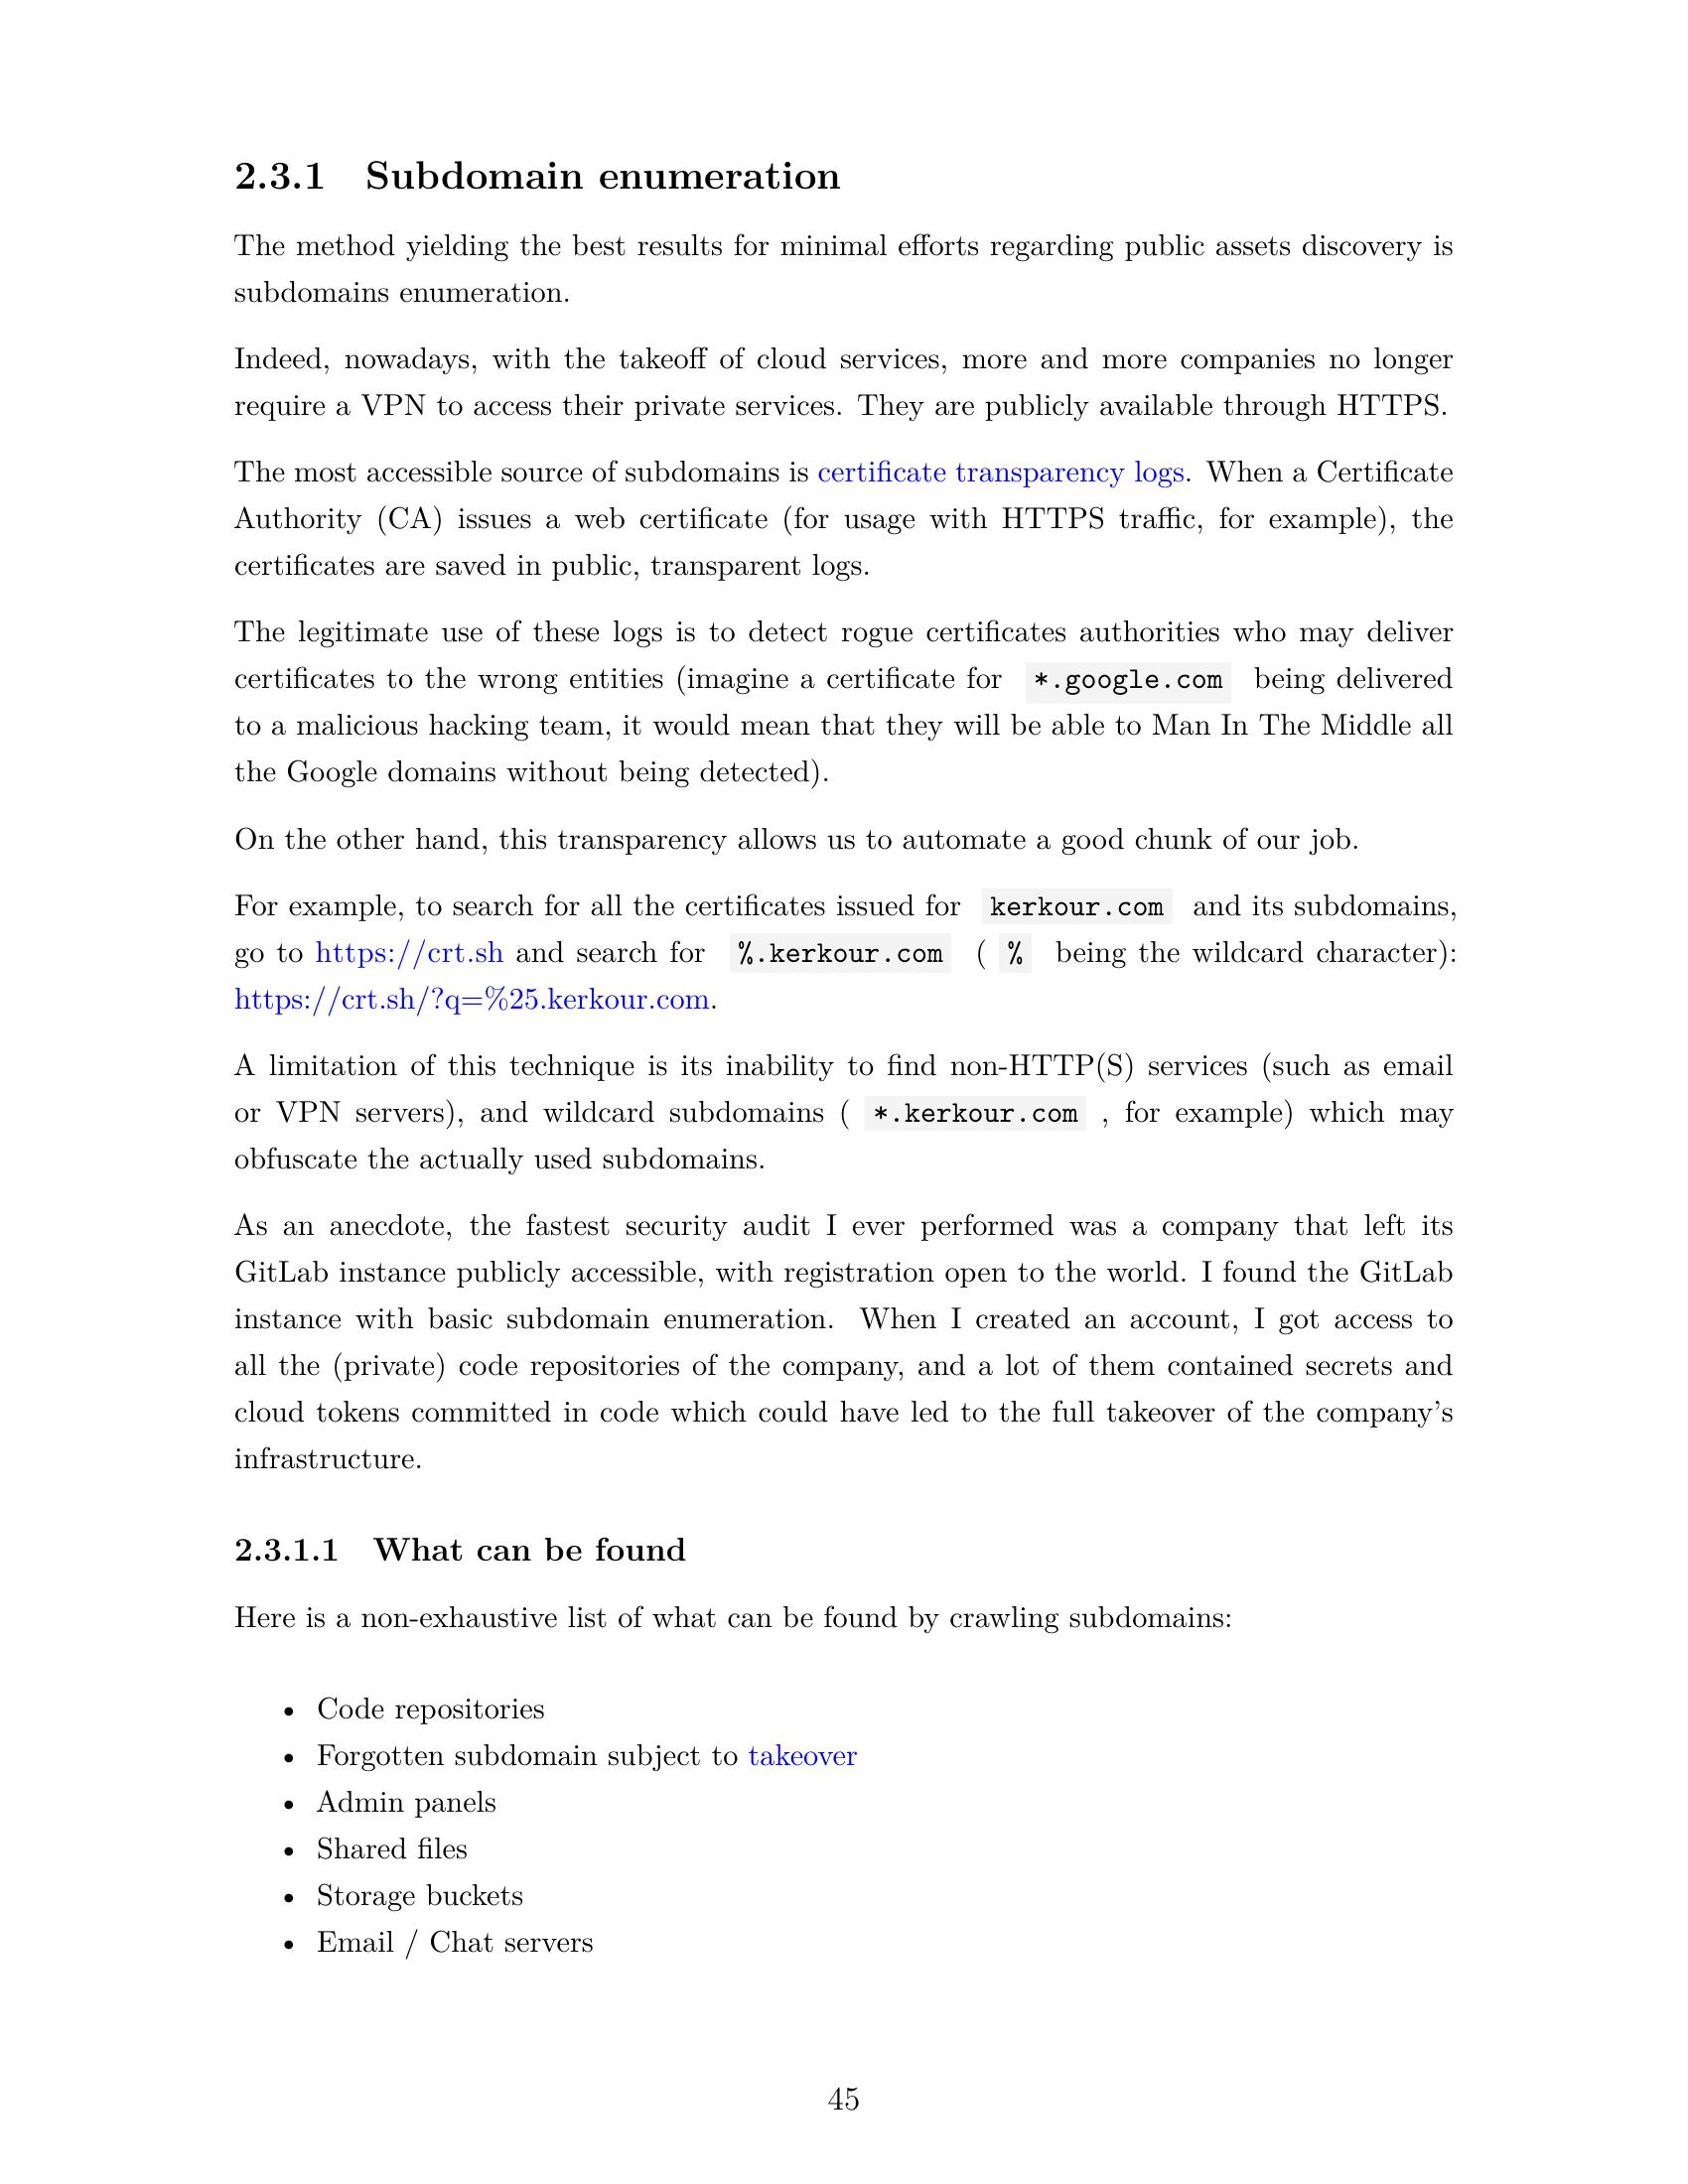 2.3.1 Subdomain enumeration
The method yielding the best results for minimal efforts regarding public assets discovery is
subdomains enumeration.
Indeed, nowadays, with the takeoff of cloud services, more and more companies no longer
require a VPN to access their private services. They are publicly available through HTTPS.
The most accessible source of subdomains is certificate transparency logs. When a Certificate
Authority (CA) issues a web certificate (for usage with HTTPS traffic, for example), the
certificates are saved in public, transparent logs.
The legitimate use of these logs is to detect rogue certificates authorities who may deliver
certificates to the wrong entities (imagine a certificate for *.google.com being delivered
to a malicious hacking team, it would mean that they will be able to Man In The Middle all
the Google domains without being detected).
On the other hand, this transparency allows us to automate a good chunk of our job.
For example, to search for all the certificates issued for kerkour.com and its subdomains,
go to https://crt.sh and search for %.kerkour.com ( % being the wildcard character):
https://crt.sh/?q=%25.kerkour.com.
A limitation of this technique is its inability to find non-HTTP(S) services (such as email
or VPN servers), and wildcard subdomains ( *.kerkour.com , for example) which may
obfuscate the actually used subdomains.
As an anecdote, the fastest security audit I ever performed was a company that left its
GitLab instance publicly accessible, with registration open to the world. I found the GitLab
instance with basic subdomain enumeration. When I created an account, I got access to
all the (private) code repositories of the company, and a lot of them contained secrets and
cloud tokens committed in code which could have led to the full takeover of the company's
infrastructure.
2.3.1.1 What can be found
Here is a non-exhaustive list of what can be found by crawling subdomains:
• Code repositories
• Forgotten subdomain subject to takeover
• Admin panels
• Shared files
• Storage buckets
• Email / Chat servers
45